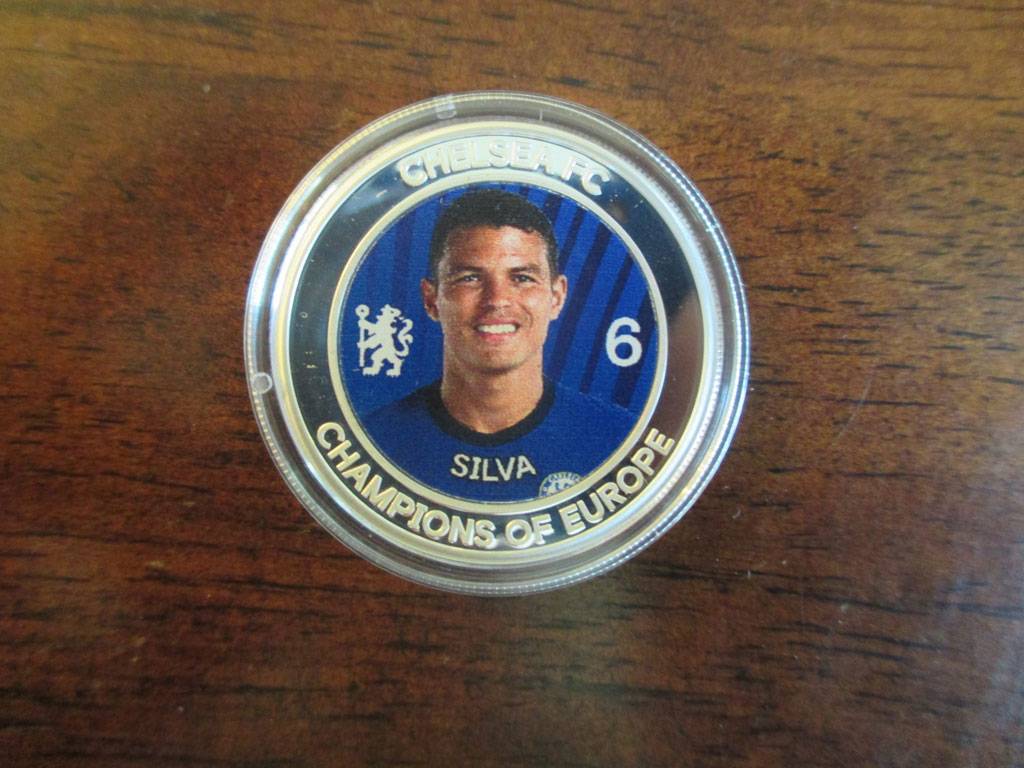 CHELSEA FC
6
SILVA
CHAMPIONS OF EUROPE